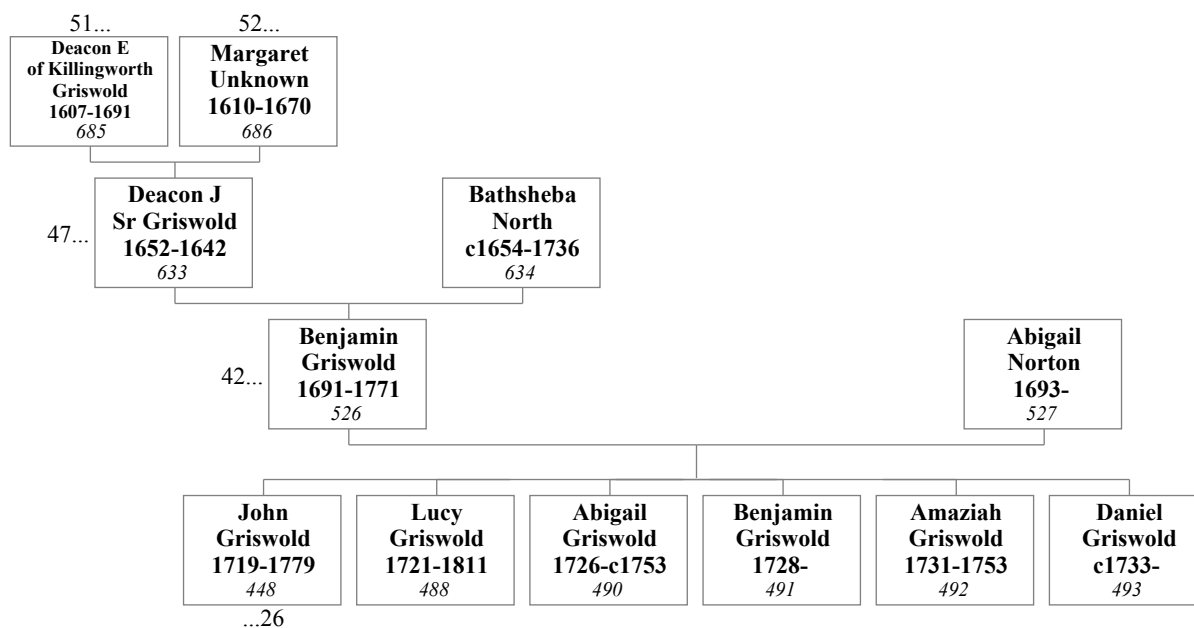 51...
52...
Deacon E
of Killingworth
Griswold
1607-1691
685
Margaret
Unknown
1610-1670
686
47...
Deacon J
Sr Griswold
1652-1642
633
Bathsheba
North
c1654-1736
634
42...
Benjamin
Griswold
1691-1771
526
Abigail
Norton
1693-
527
John
Griswold
1719-1779
448
Lucy
Griswold
1721-1811
488
Abigail
Griswold
1726-c1753
490
Benjamin
Griswold
1728-
491
Amaziah
Griswold
1731-1753
492
Daniel
Griswold
c1733-
493
...26